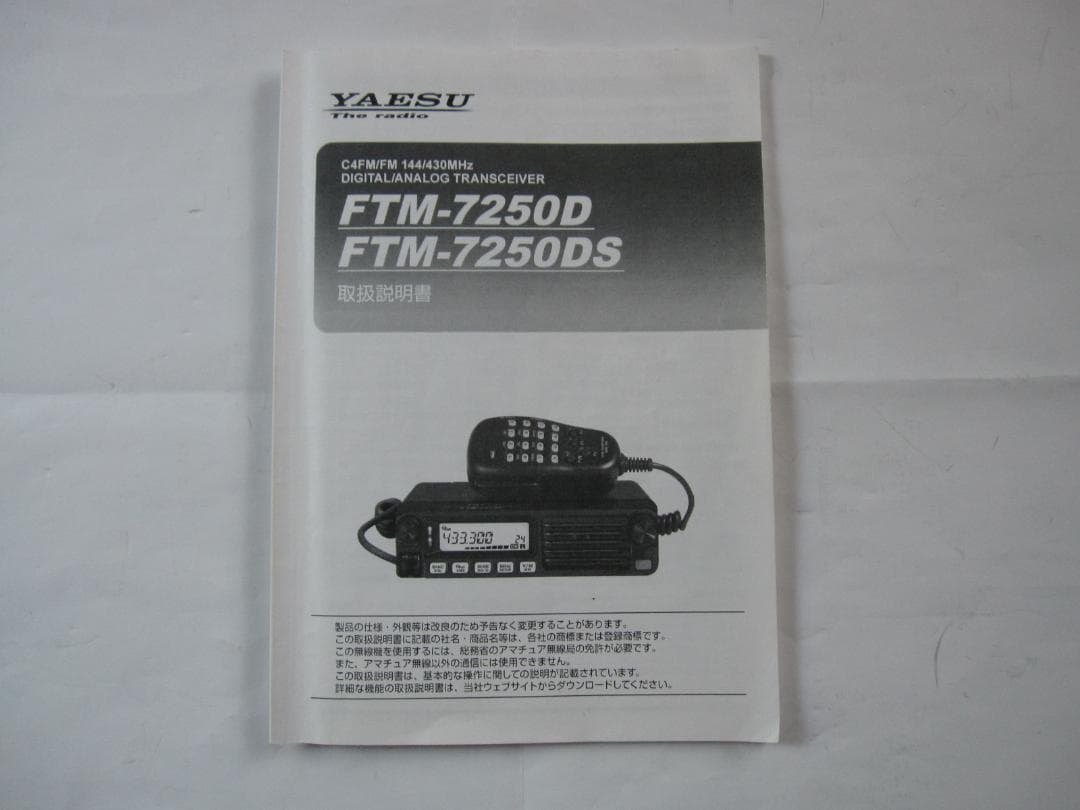 YAESU
The radio
C4FM/FM 144/430MHz
DIGITAL/ANALOG TRANSCEIVER
FTM-7250D
FTM-7250DS
取扱説明書
433.300
24
製品の仕様・外観等は改良のため予告なく変更することがあります。
この取扱説明書に記載の社名・商品名等は、各社の商標または登録商標です。
この無線機を使用するには、総務省のアマチュア無線局の免許が必要です。
また、アマチュア無線以外の通信には使用できません。
この取扱説明書は、基本的な操作に関しての説明が記載されています。
詳細な機能の取扱説明書は、当社ウェブサイトからダウンロードしてください。